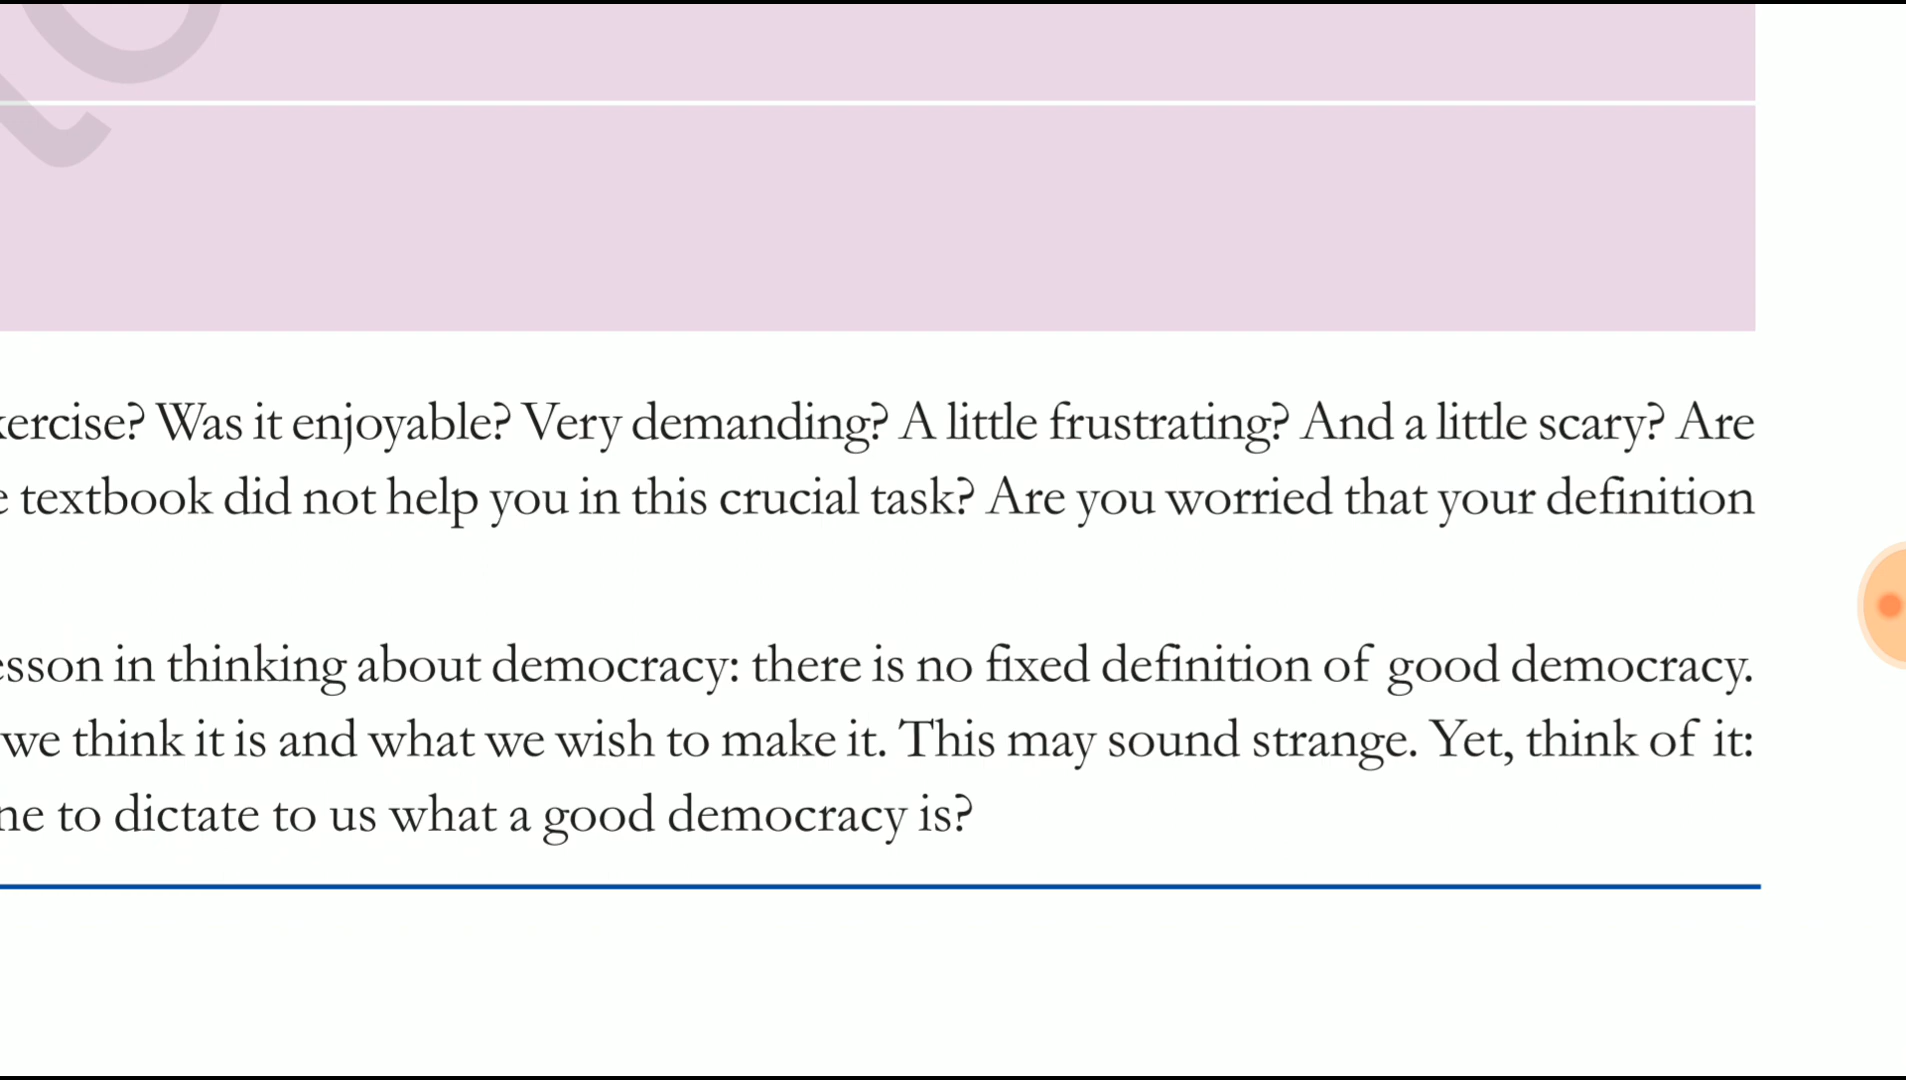 ercise? Was it enjoyable? Very demanding? A little frustrating? And a little scary? Are
textbook did not help you in this crucial task? Are you worried that your definition
sson in thinking about democracy: there is no fixed definition of good democracy.
we think it is and what we wish to make it. This may sound strange. Yet, think of it:
ne to dictate to us what a good democracy is?